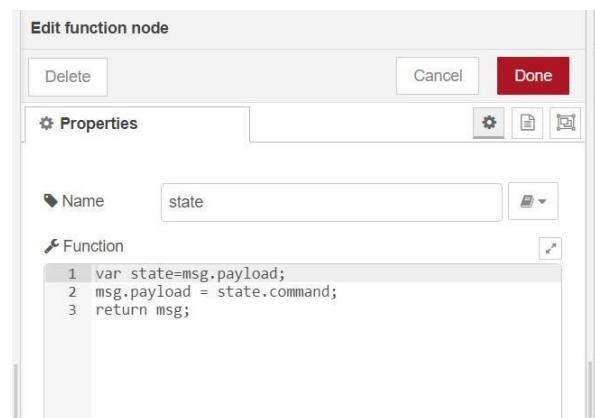 Edit function node
Delete Cancel Done
Properties
Name state
Function
1 var state=msg.payload;
2 msg.payload = state.command;
3 return msg;